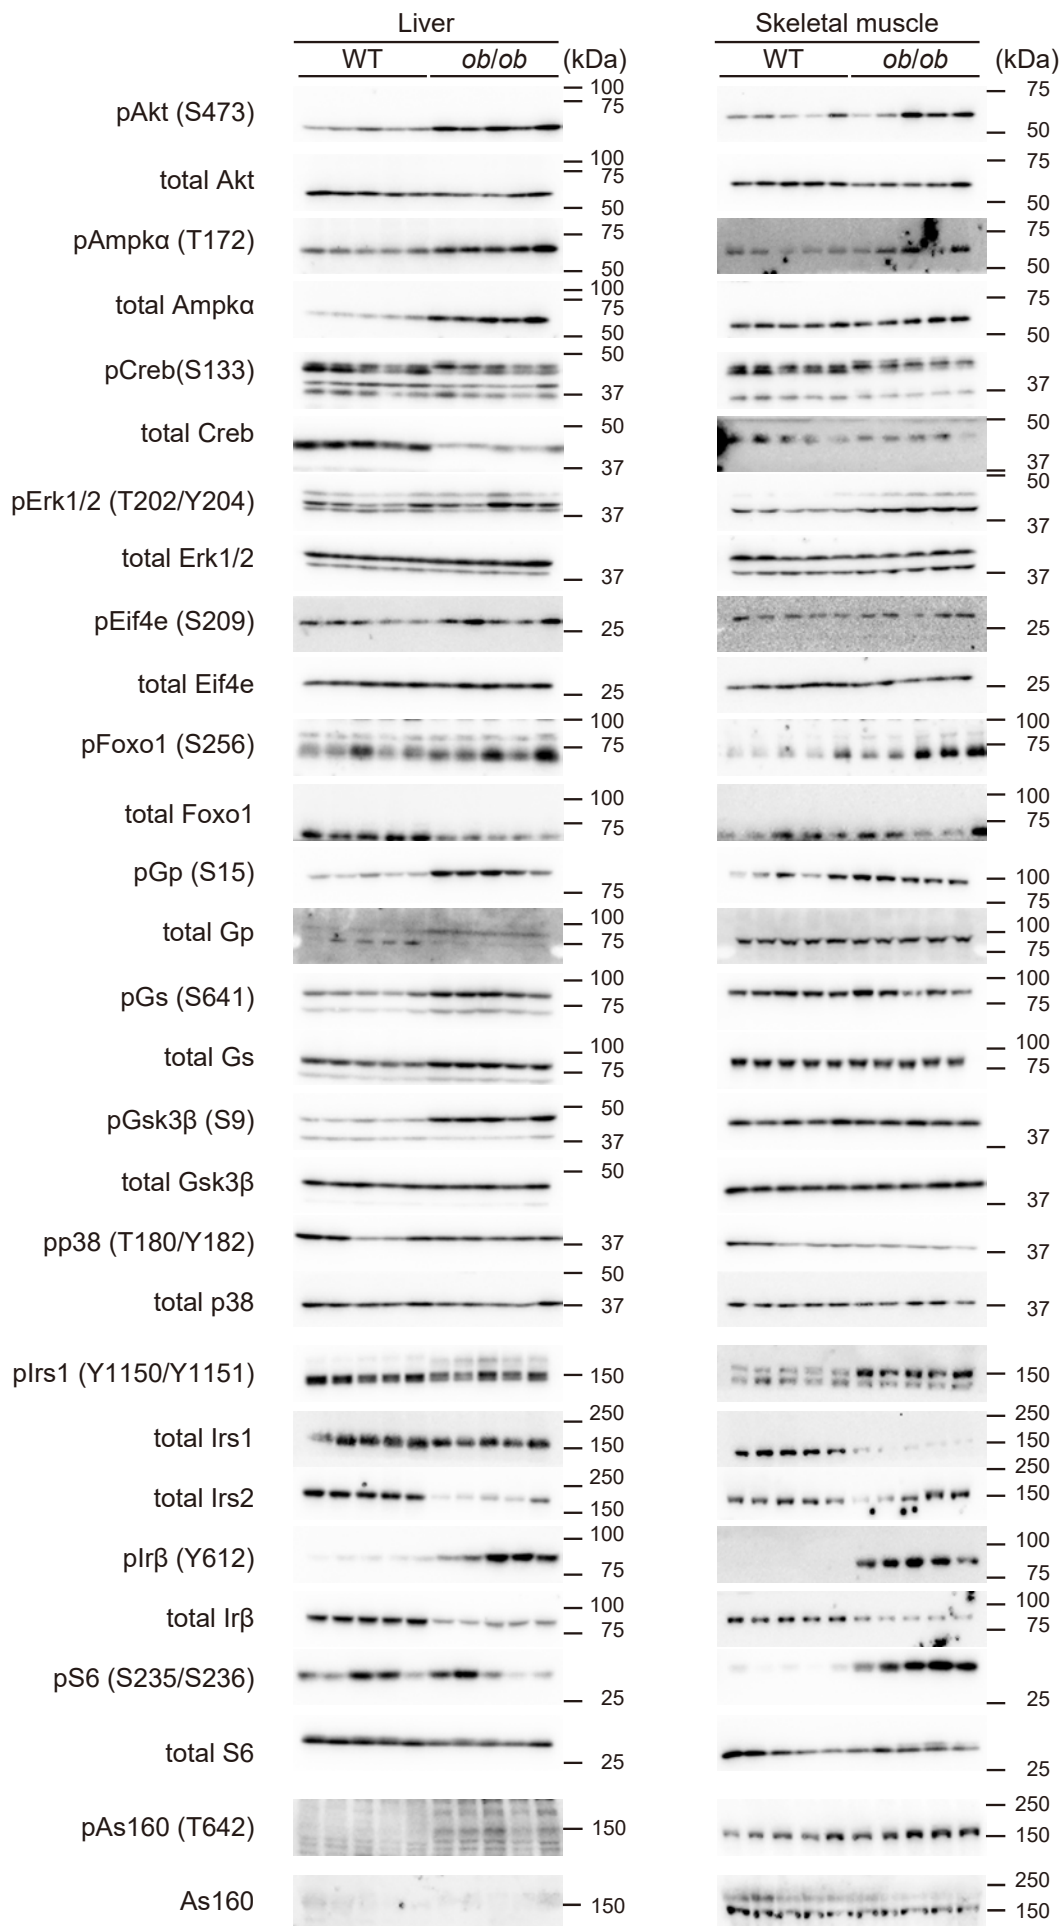 Liver Skeletal muscle
WT ob/ob (kDa) WT ob/ob (kDa)
pAkt (S473) 100 75 75 50
total Akt 100 75 50 75 50
pAmpkα (T172) 75 50 75 50
total Ampkα 100 75 50 75 50
pCreb(S133) 50 37 37
total Creb 50 37 50 37
pErk1/2 (T202/Y204) 37 50 37
total Erk1/2 37 37
pEif4e (S209) 25 25
total Eif4e 25 25
pFoxo1 (S256) 100 75 100 75
total Foxo1 100 75 100 75
pGp (S15) 75 100 75
total Gp 100 75 100 75
pGs (S641) 100 75 100 75
total Gs 100 75 100 75
pGsk3β (S9) 50 37 37
total Gsk3β 50 37
pp38 (T180/Y182) 37 37
total p38 50 37 37
pIrs1 (Y1150/Y1151) 150 150
total Irs1 250 150 250 150
total Irs2 250 150 250 150
pIrβ (Y612) 100 75 100 75
total Irβ 100 75 100 75
pS6 (S235/S236) 25 25
total S6 25 25
pAs160 (T642) 150 250 150
As160 150 250 150